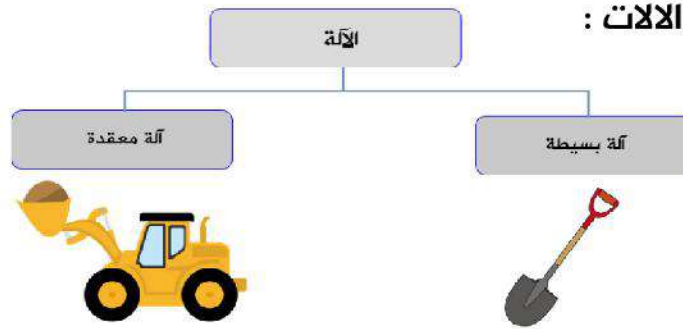 الالات :
الآلة
آلة بسيطة
آلة معقدة